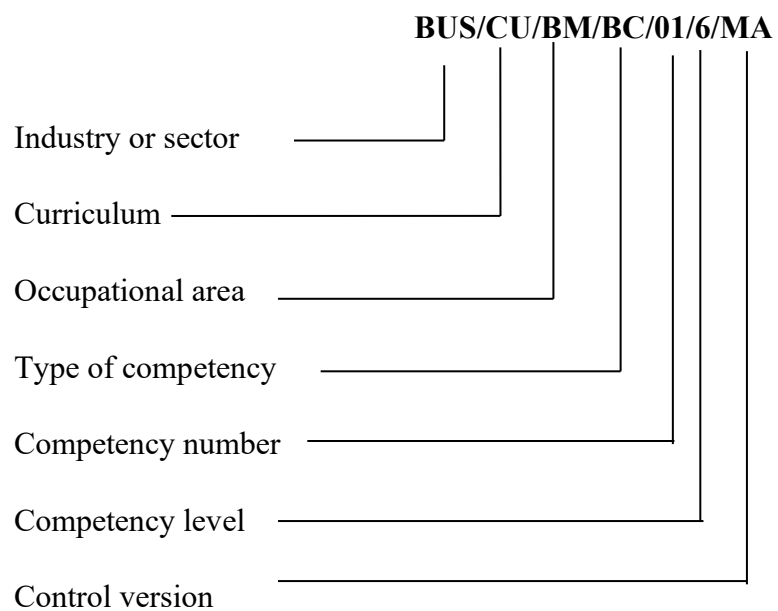 BUS/CU/BM/BC/01/6/MA
Industry or sector
Curriculum
Occupational area
Type of competency
Competency number
Competency level
Control version